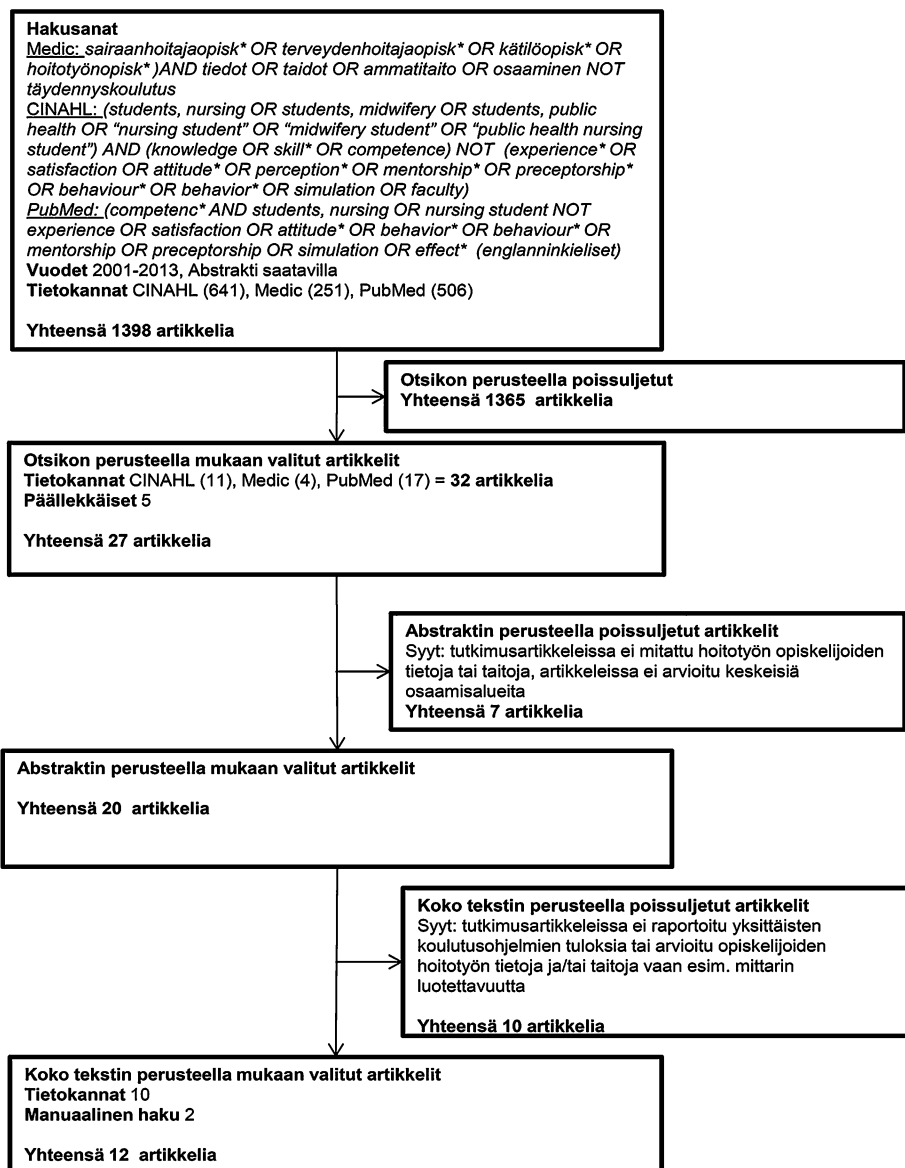 Hakusanat
Medic: sairaanhoitajaopisk* OR terveydenhoitajaopisk* OR kätilöopisk* OR
hoitotyönopisk* )AND tiedot OR taidot OR ammatitaito OR osaaminen NOT
täydennyskoulutus
CINAHL: (students, nursing OR students, midwifery OR students, public
health OR “nursing student” OR “midwifery student” OR “public health nursing
student”) AND (knowledge OR skill* OR competence) NOT (experience* OR
satisfaction OR attitude* OR perception* OR mentorship* OR preceptorship*
OR behaviour* OR behavior* OR simulation OR faculty)
PubMed: (competenc* AND students, nursing OR nursing student NOT
experience OR satisfaction OR attitude* OR behavior* OR behaviour* OR
mentorship OR preceptorship OR simulation OR effect* (englanninkieliset)
Vuodet 2001-2013, Abstrakti saatavilla
Tietokannat CINAHL (641), Medic (251), PubMed (506)
Yhteensä 1398 artikkelia
Otsikon perusteella poissuljetut
Yhteensä 1365 artikkelia
Otsikon perusteella mukaan valitut artikkelit
Tietokannat CINAHL (11), Medic (4), PubMed (17) = 32 artikkelia
Päällekkäiset 5
Yhteensä 27 artikkelia
Abstraktin perusteella poissuljetut artikkelit
Syyt: tutkimusartikkeleissa ei mitattu hoitotyön opiskelijoiden
tietoja tai taitoja, artikkeleissa ei arvioitu keskeisiä
osaamisalueita
Yhteensä 7 artikkelia
Abstraktin perusteella mukaan valitut artikkelit
Yhteensä 20 artikkelia
Koko tekstin perusteella poissuljetut artikkelit
Syyt: tutkimusartikkeleissa ei raportoitu yksittäisten
koulutusohjelmien tuloksia tai arvioitu opiskelijoiden
hoitotyön tietoja ja/tai taitoja vaan esim. mittarin
luotettavuutta
Yhteensä 10 artikkelia
Koko tekstin perusteella mukaan valitut artikkelit
Tietokannat 10
Manuaalinen haku 2
Yhteensä 12 artikkelia